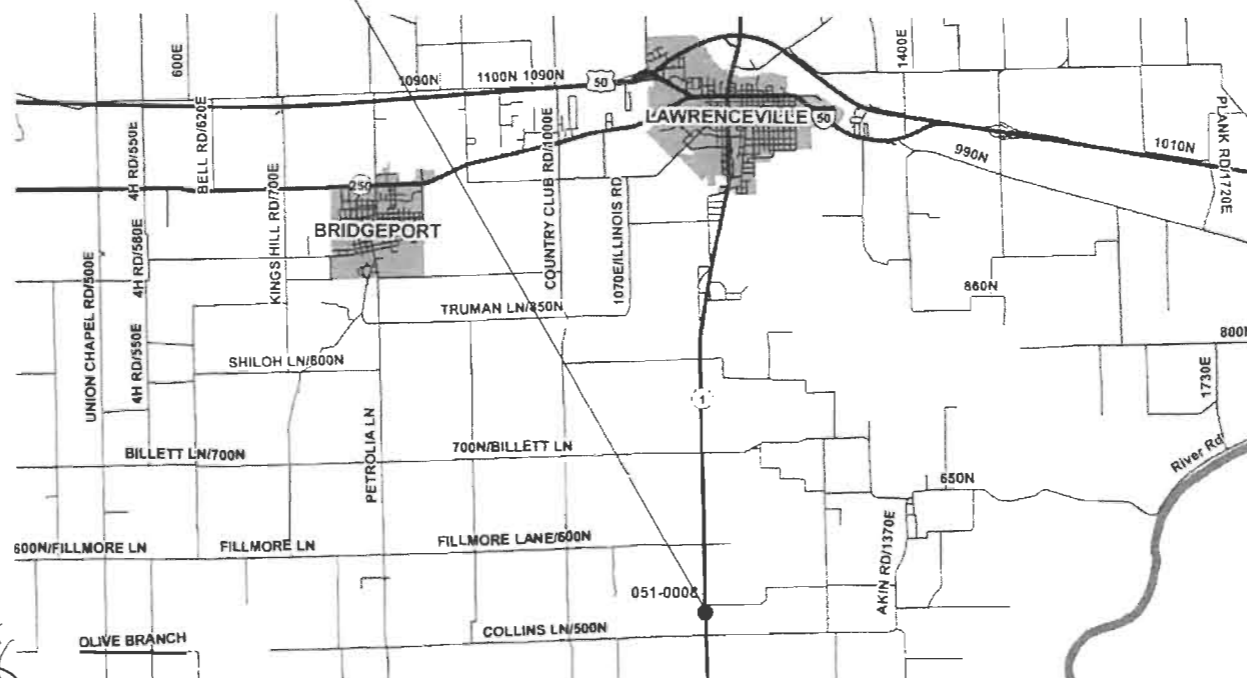 600E
1090N
1100N 1090N
50
1400E
PLANK RD/1720E
LAWRENCEVILLE
50
990N
1010N
4H RD/550E
BELL RD/620E
250
BRIDGEPORT
KINGS HILL RD/700E
COUNTRY CLUB RD/1000E
1070E/ILLINOIS RD
4H RD/580E
UNION CHAPEL RD/500E
860N
TRUMAN LN/850N
800N
SHILOH LN/800N
4H RD/550E
1730E
1
PETROLIA LN
BILLETT LN/700N
700N/BILLETT LN
River Rd
650N
600N/FILLMORE LN
FILLMORE LN
FILLMORE LANE/600N
AKIN RD/1370E
051-0008
COLLINS LN/500N
OLIVE BRANCH